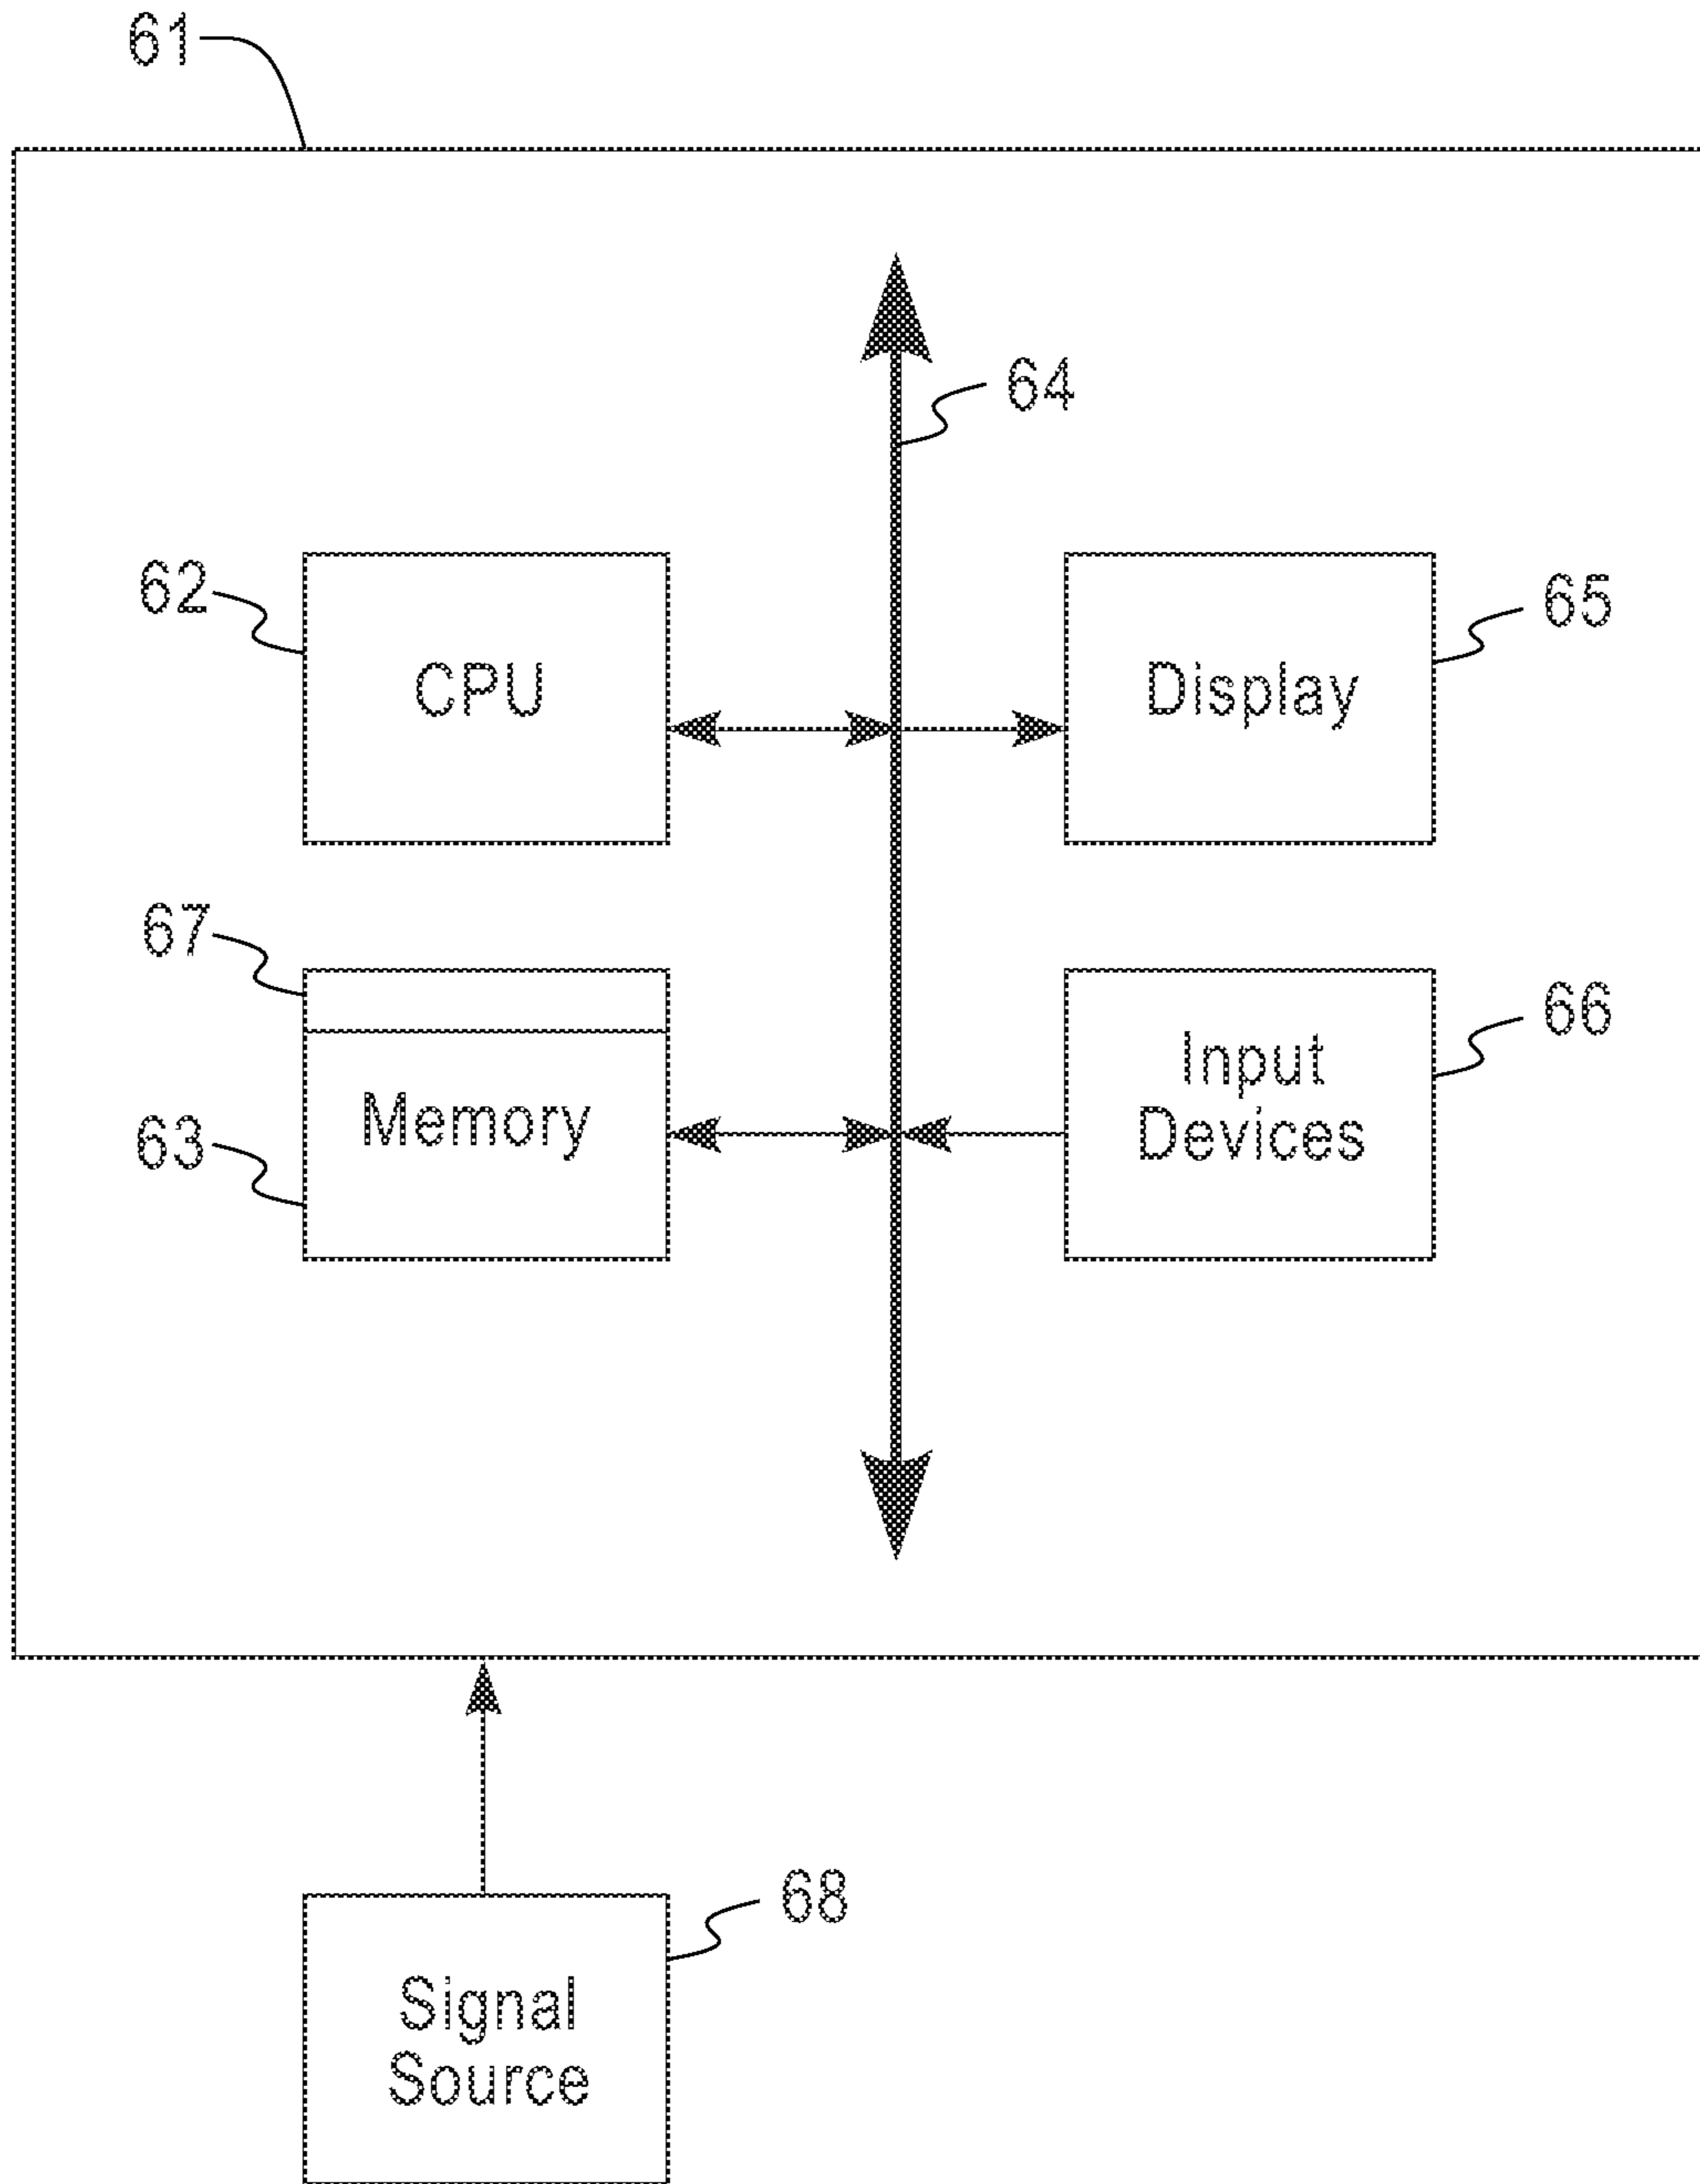 61
64
62
CPU
Display
65
67
Memory
63
Input
Devices
66
68
Signal
Source